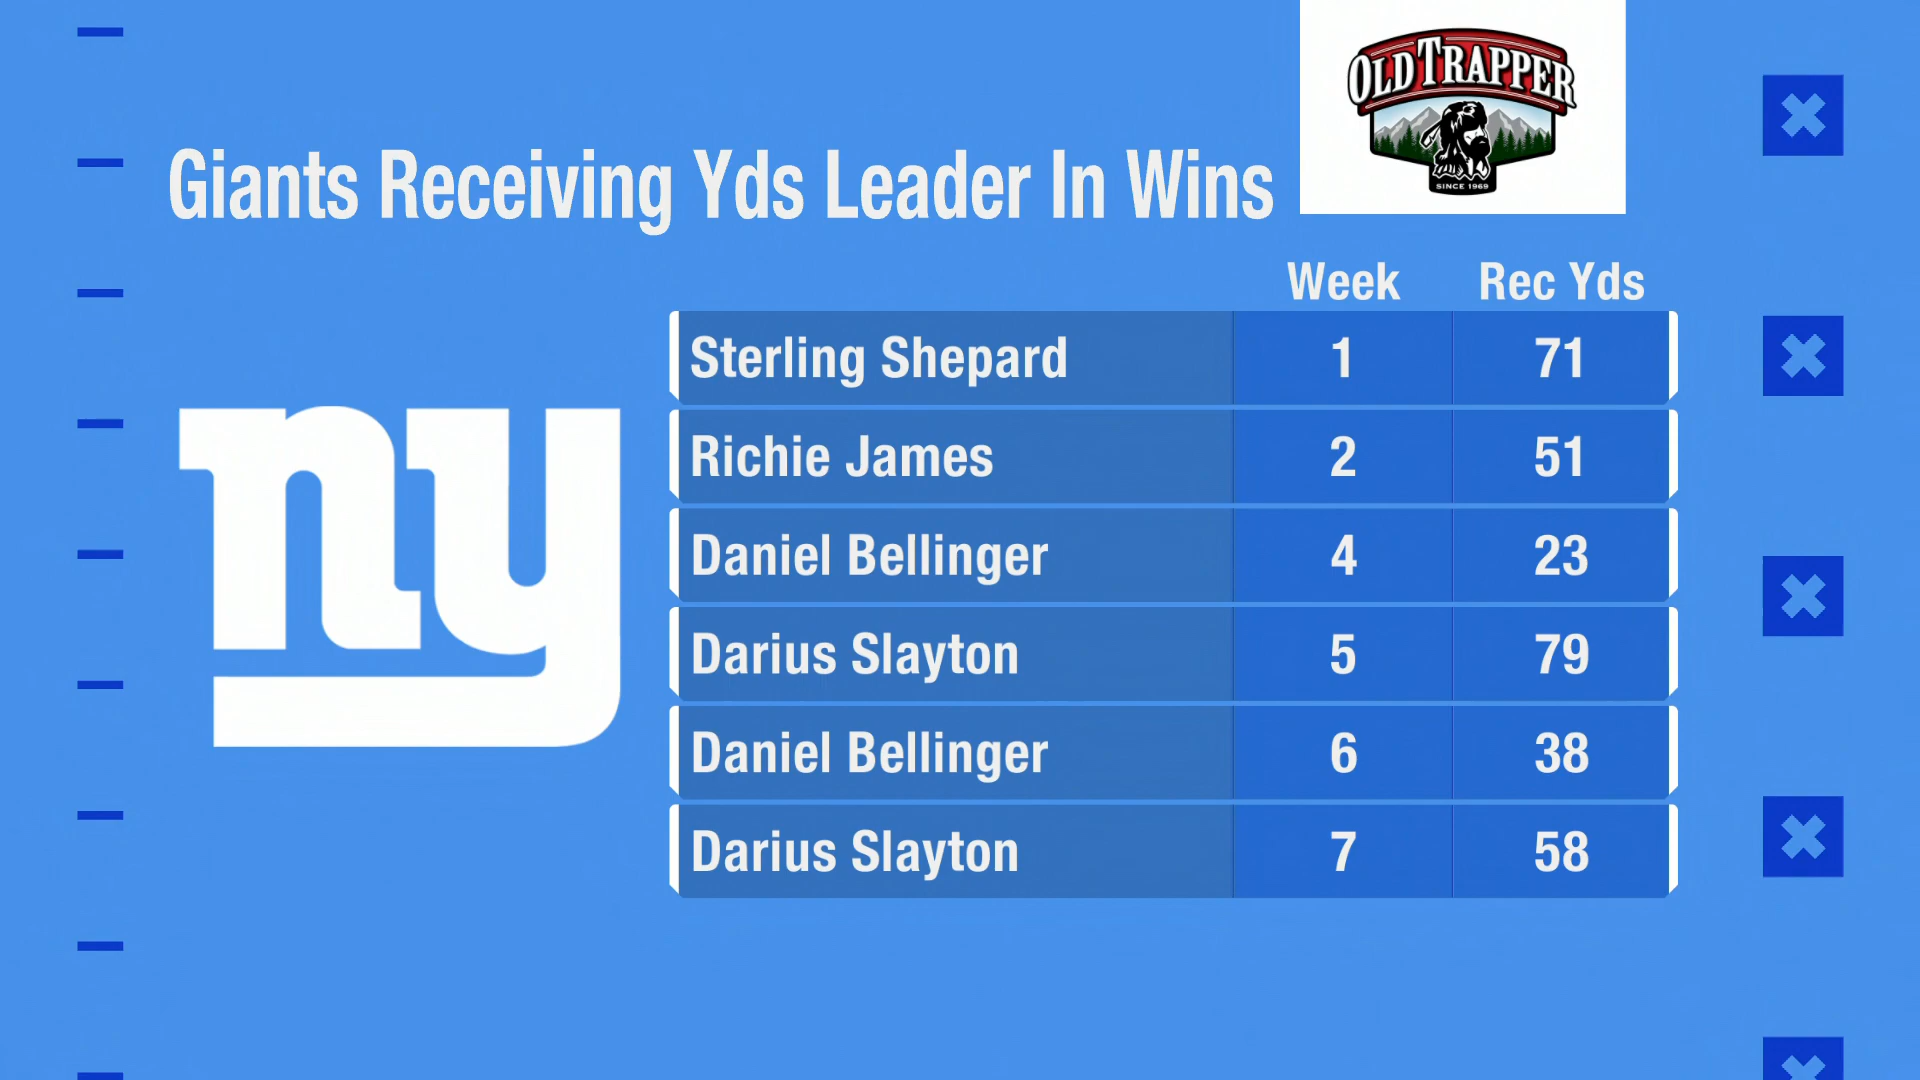 OLD TRAPPER
SINCE 1969
Giants Receiving Yds Leader In Wins
Week Rec Yds
Sterling Shepard 1 71
Richie James 2 51
Daniel Bellinger 4 23
Darius Slayton 5 79
Daniel Bellinger 6 38
Darius Slayton 7 58
ny